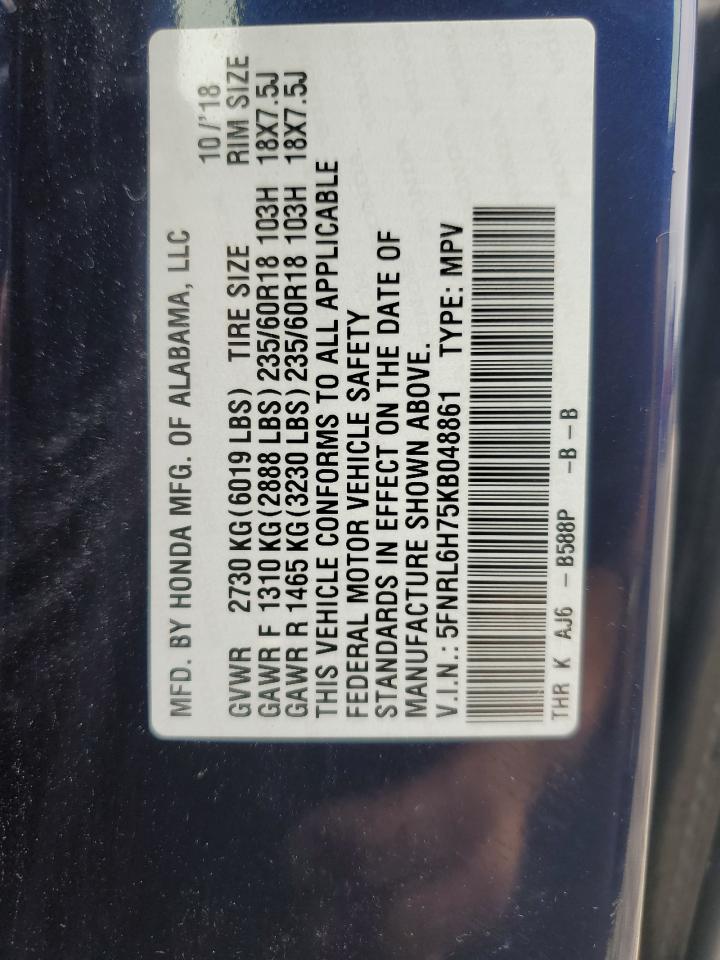 MFD. BY HONDA MFG. OF ALABAMA, LLC 10/'18
GVWR 2730 KG(6019 LBS) TIRE SIZE RIM SIZE
GAWR F 1310 KG(2888 LBS)235/60R18 103H 18X7.5J
GAWR R 1465 KG(3230 LBS)235/60R18 103H 18X7.5J
THIS VEHICLE CONFORMS TO ALL APPLICABLE
FEDERAL MOTOR VEHICLE SAFETY
STANDARDS IN EFFECT ON THE DATE OF
MANUFACTURE SHOWN ABOVE.
V.I.N.: 5FNRL6H75KB048861 TYPE: MPV
THR K AJ6 -B588P -B-B